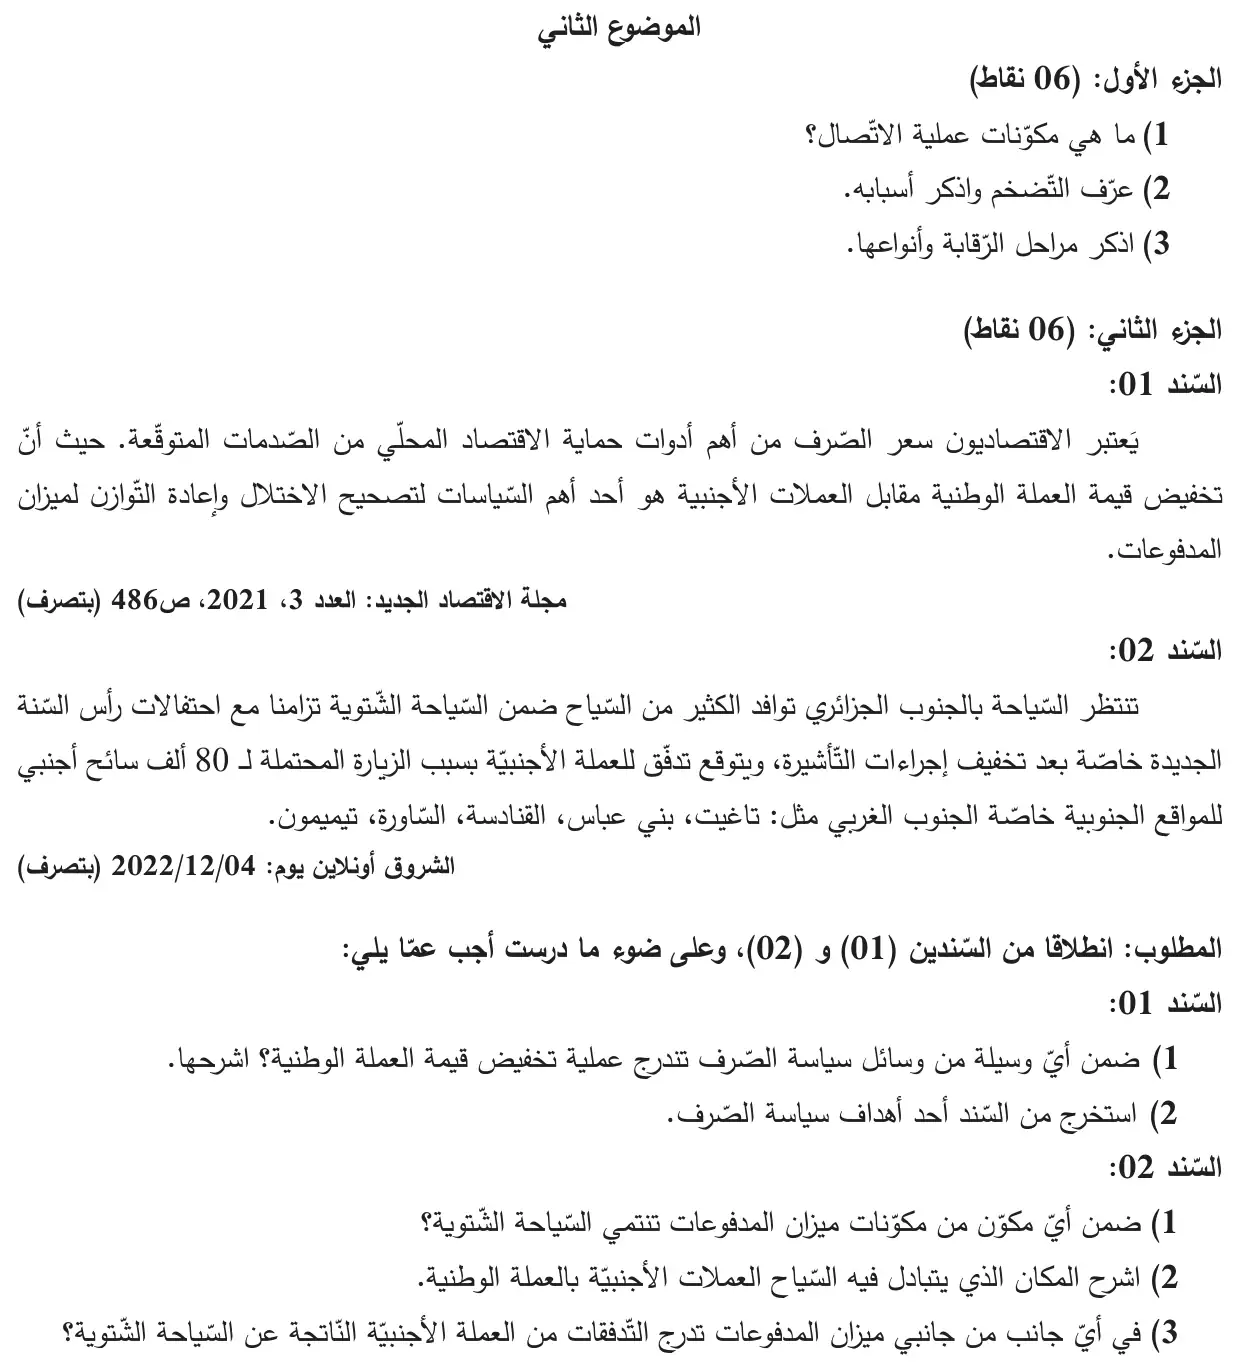 الموضوع الثاني
الجزء الأول: (06 نقاط)
1) ما هي مكوّنات عملية الاتّصال؟
2) عرّف التّضخم واذكر أسبابه.
3) اذكر مراحل الرّقابة وأنواعها.
الجزء الثاني: (06 نقاط)
السّند 01:
يَعتبر الاقتصاديون سعر الصّرف من أهم أدوات حماية الاقتصاد المحلّي من الصّدمات المتوقّعة. حيث أنّ
تخفيض قيمة العملة الوطنية مقابل العملات الأجنبية هو أحد أهم السّياسات لتصحيح الاختلال وإعادة التّوازن لميزان
المدفوعات.
مجلة الاقتصاد الجديد: العدد 3، 2021، ص486 (بتصرف)
السّند 02:
تنتظر السّياحة بالجنوب الجزائري توافد الكثير من السّياح ضمن السّياحة الشّتوية تزامنا مع احتفالات رأس السّنة
الجديدة خاصّة بعد تخفيف إجراءات التّأشيرة، ويتوقع تدفّق للعملة الأجنبيّة بسبب الزيارة المحتملة لـ 80 ألف سائح أجنبي
للمواقع الجنوبية خاصّة الجنوب الغربي مثل: تاغيت، بني عباس، القنادسة، السّاورة، تيميمون.
الشروق أونلاين يوم: 2022/12/04 (بتصرف)
المطلوب: انطلاقا من السّندين (01) و (02)، وعلى ضوء ما درست أجب عمّا يلي:
السّند 01:
1) ضمن أيّ وسيلة من وسائل سياسة الصّرف تندرج عملية تخفيض قيمة العملة الوطنية؟ اشرحها.
2) استخرج من السّند أحد أهداف سياسة الصّرف.
السّند 02:
1) ضمن أيّ مكوّن من مكوّنات ميزان المدفوعات تنتمي السّياحة الشّتوية؟
2) اشرح المكان الذي يتبادل فيه السّياح العملات الأجنبيّة بالعملة الوطنية.
3) في أيّ جانب من جانبي ميزان المدفوعات تدرج التّدفقات من العملة الأجنبيّة النّاتجة عن السّياحة الشّتوية؟